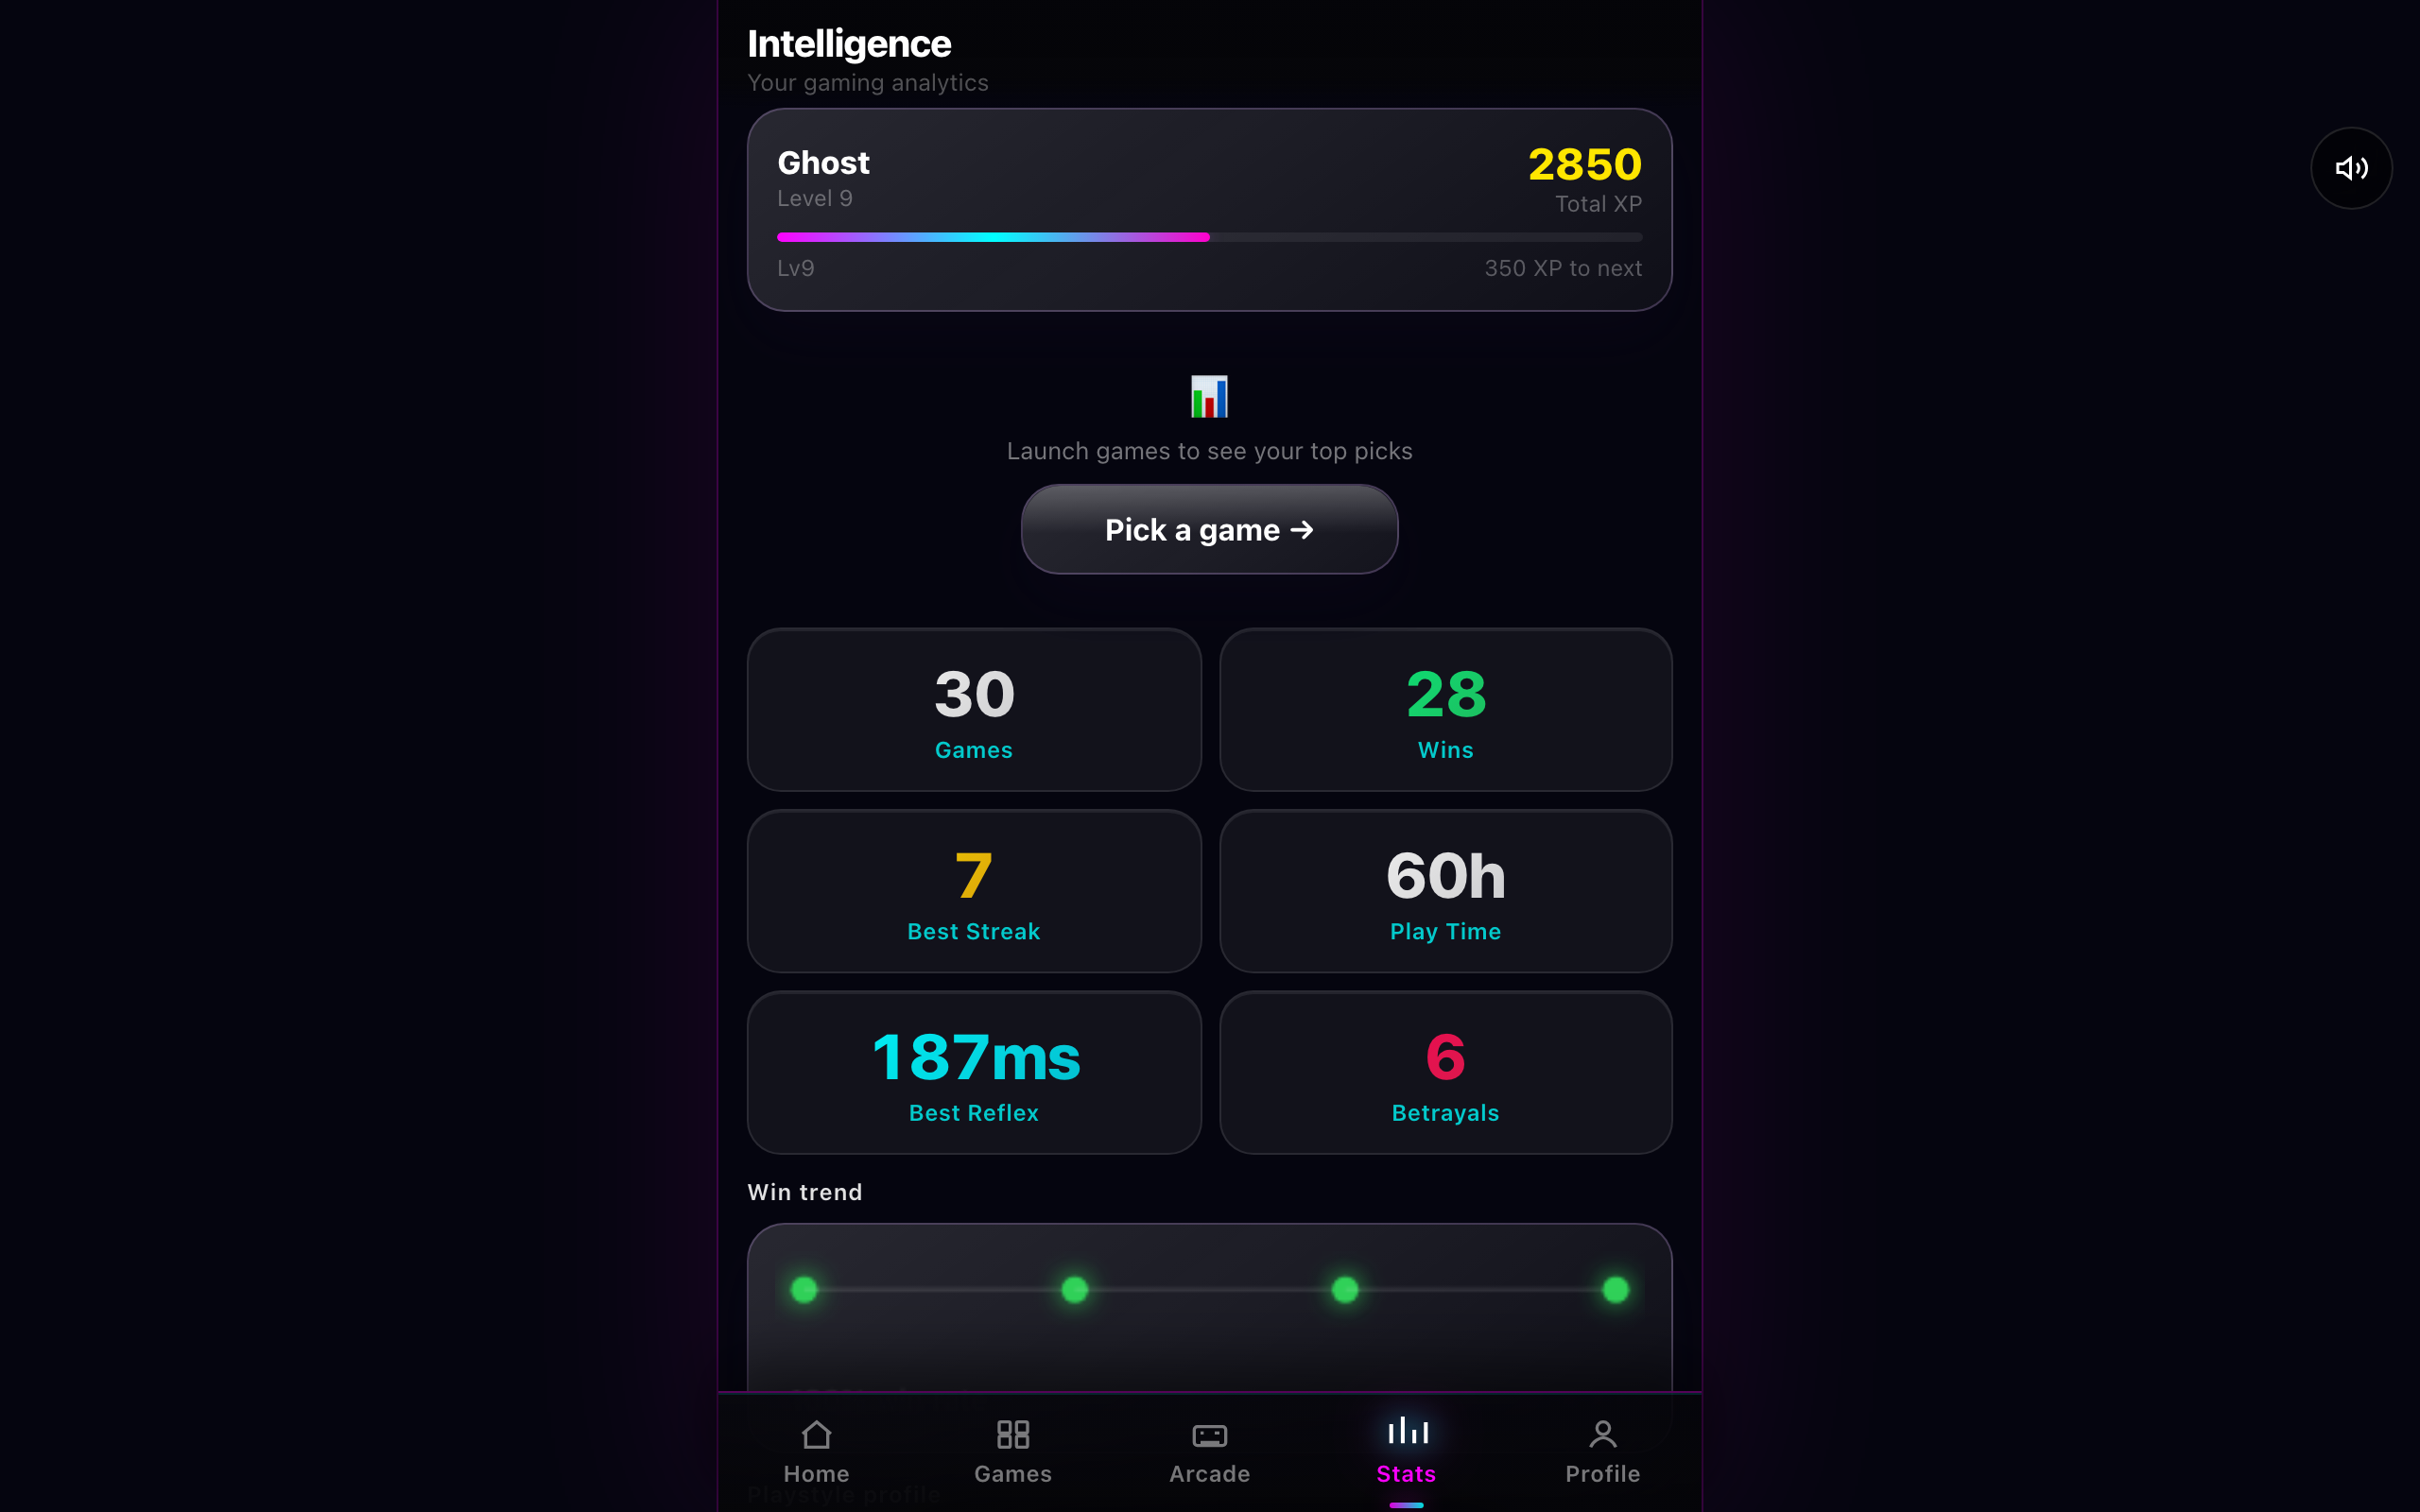 Intelligence
Your gaming analytics
Ghost
2850
Level 9
Total XP
Lv9
350 XP to next
Launch games to see your top picks
Pick a game →
30
Games
28
Wins
7
Best Streak
60h
Play Time
187ms
Best Reflex
6
Betrayals
Win trend
Home
Games
Arcade
Stats
Profile
Playstyle profile